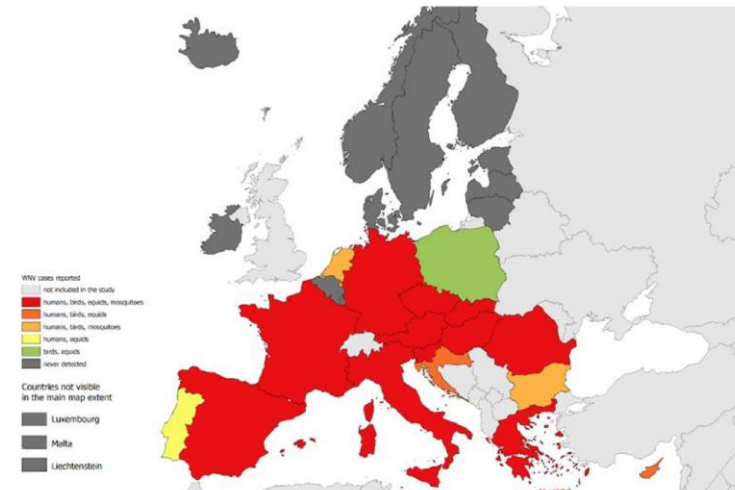 WNV cases reported
not included in the study
humans, birds, equids, mosquitoes
humans, birds, equids
humans, birds, mosquitoes
humans, equids
birds, equids
never detected
Countries not visible
in the main map extent
Luxembourg
Malta
Liechtenstein